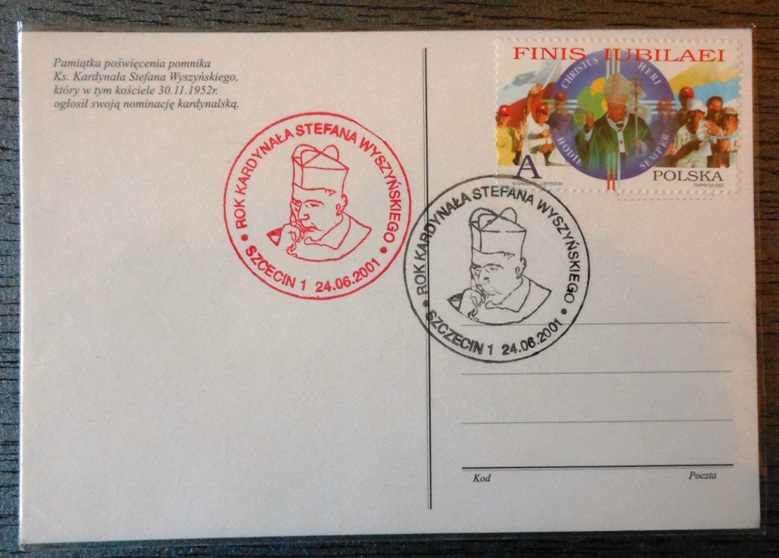 Pamiątka poświęcenia pomnika
Ks. Kardynała Stefana Wyszyńskiego,
który w tym kościele 30.11.1952r.
ogłosił swoją nominację kardynalską.
FINIS IUBILAEI
CHRISTUS HERI
HODIE SEMPER
A
POLSKA
• ROK KARDYNAŁA STEFANA WYSZYŃSKIEGO •
SZCECIN 1 24.06.2001
• ROK KARDYNAŁA STEFANA WYSZYŃSKIEGO •
SZCZECIN 1 24.06.2001
Kod Poczta